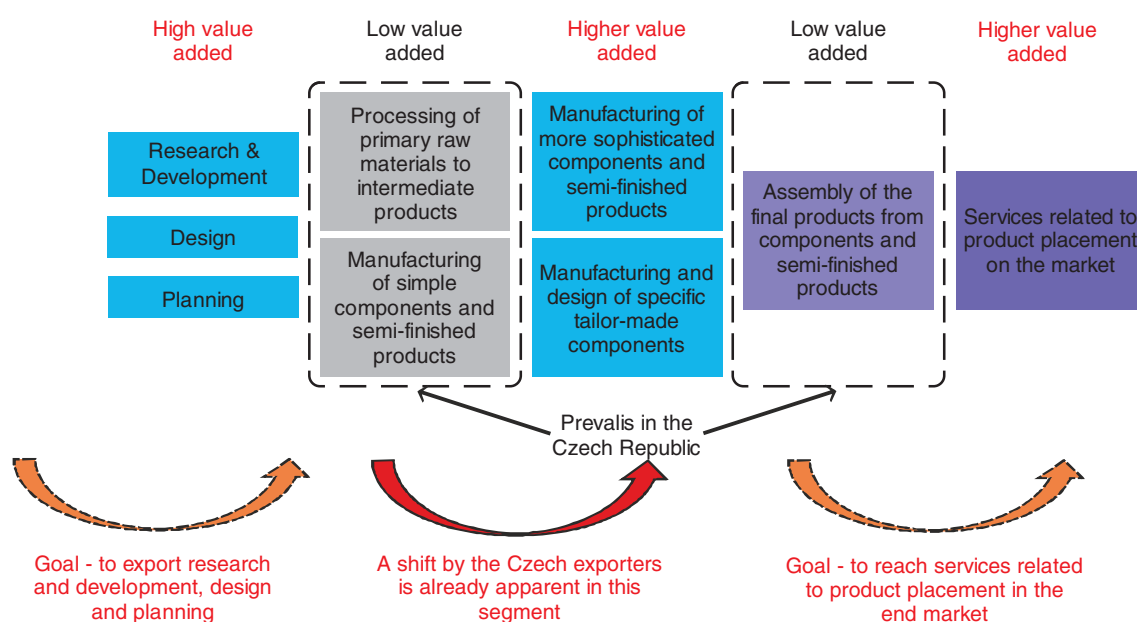 High value
added
Low value
added
Higher value
added
Low value
added
Higher value
added
Research &
Development
Design
Planning
Processing of
primary raw
materials to
intermediate
products
Manufacturing
of simple
components and
semi-finished
products
Manufacturing of
more sophisticated
components and
semi-finished
products
Manufacturing and
design of specific
tailor-made
components
Assembly of the
final products from
components and
semi-finished
products
Services related to
product placement
on the market
Prevalis in the
Czech Republic
Goal - to export research
and development, design
and planning
A shift by the Czech exporters
is already apparent in this
segment
Goal - to reach services related
to product placement in the
end market